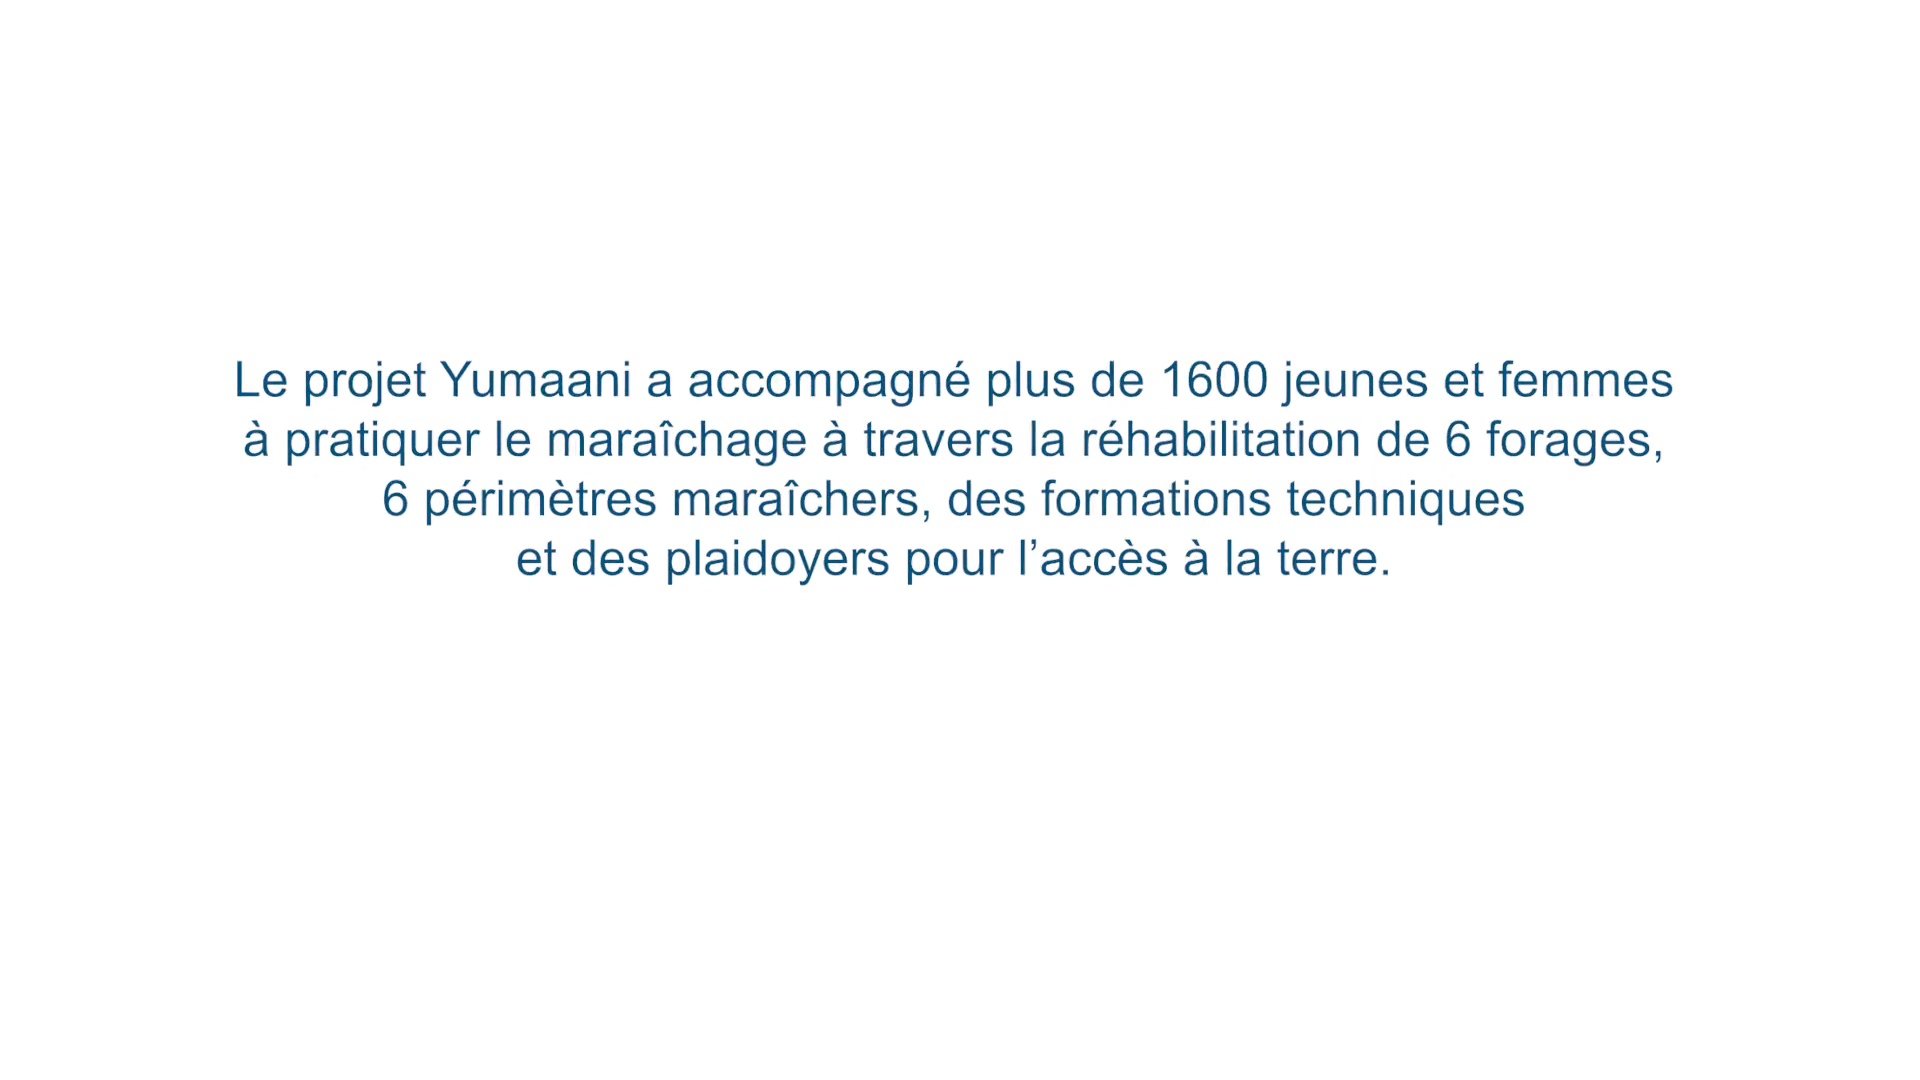 Le projet Yumaani a accompagné plus de 1600 jeunes et femmes
à pratiquer le maraîchage à travers la réhabilitation de 6 forages,
6 périmètres maraîchers, des formations techniques
et des plaidoyers pour l’accès à la terre.